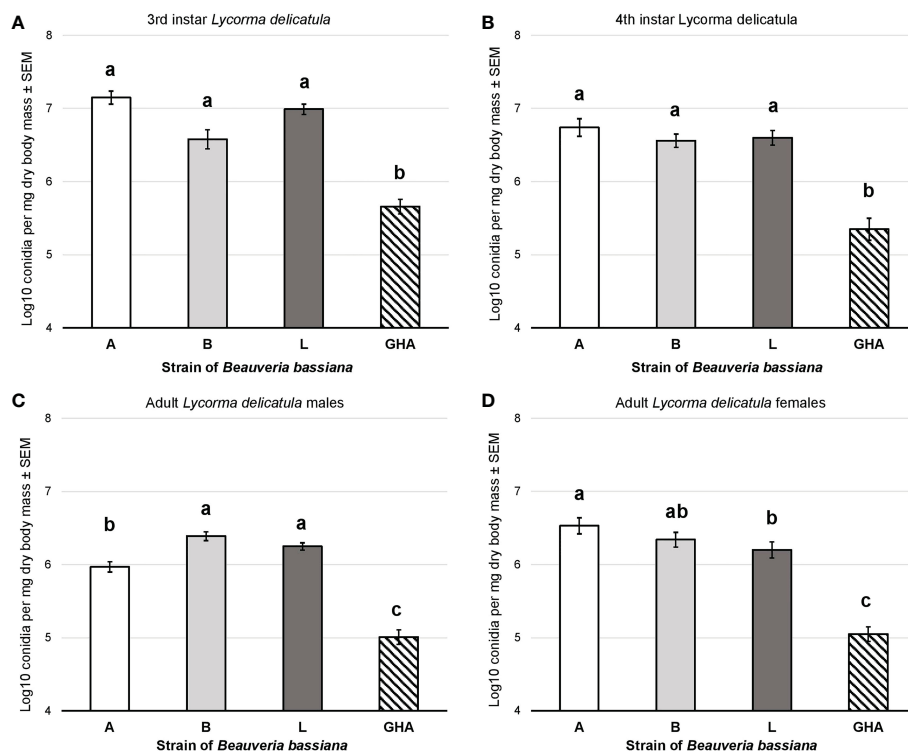 A
3rd instar Lycorma delicatula
Log10 conidia per mg dry body mass ± SEM
8
7
6
5
4
a
a
a
b
A B L GHA
Strain of Beauveria bassiana
B
4th instar Lycorma delicatula
Log10 conidia per mg dry body mass ± SEM
8
7
6
5
4
a
a
a
b
A B L GHA
Strain of Beauveria bassiana
C
Adult Lycorma delicatula males
Log10 conidia per mg dry body mass ± SEM
8
7
6
5
4
b
a
a
c
A B L GHA
Strain of Beauveria bassiana
D
Adult Lycorma delicatula females
Log10 conidia per mg dry body mass ± SEM
8
7
6
5
4
a
ab
b
c
A B L GHA
Strain of Beauveria bassiana